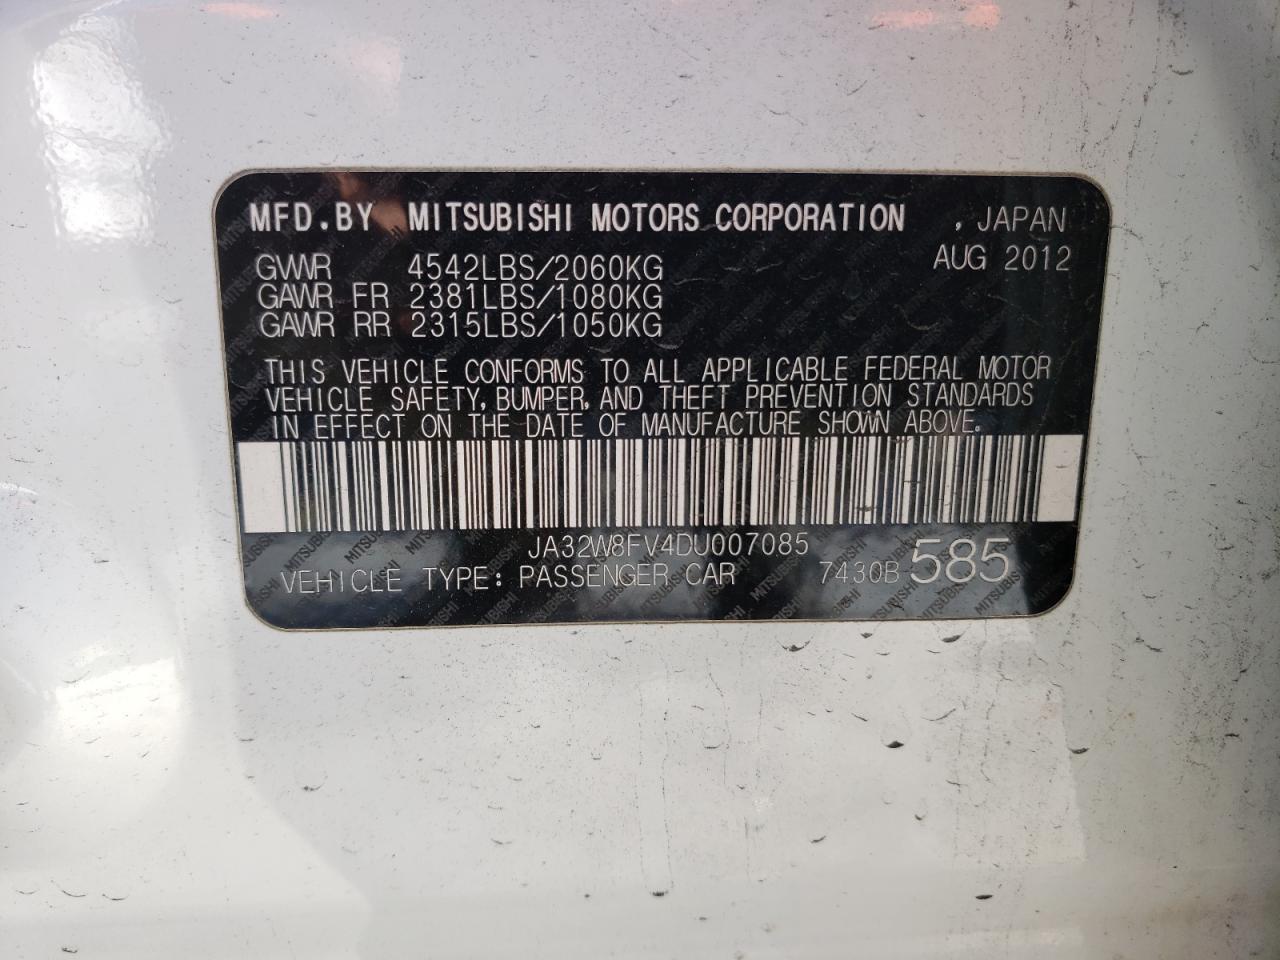 MFD.BY MITSUBISHI MOTORS CORPORATION , JAPAN
AUG 2012
GVWR 4542LBS/2060KG
GAWR FR 2381LBS/1080KG
GAWR RR 2315LBS/1050KG
THIS VEHICLE CONFORMS TO ALL APPLICABLE FEDERAL MOTOR
VEHICLE SAFETY, BUMPER, AND THEFT PREVENTION STANDARDS
IN EFFECT ON THE DATE OF MANUFACTURE SHOWN ABOVE.
JA32W8FV4DU007085
VEHICLE TYPE: PASSENGER CAR 7430B 585